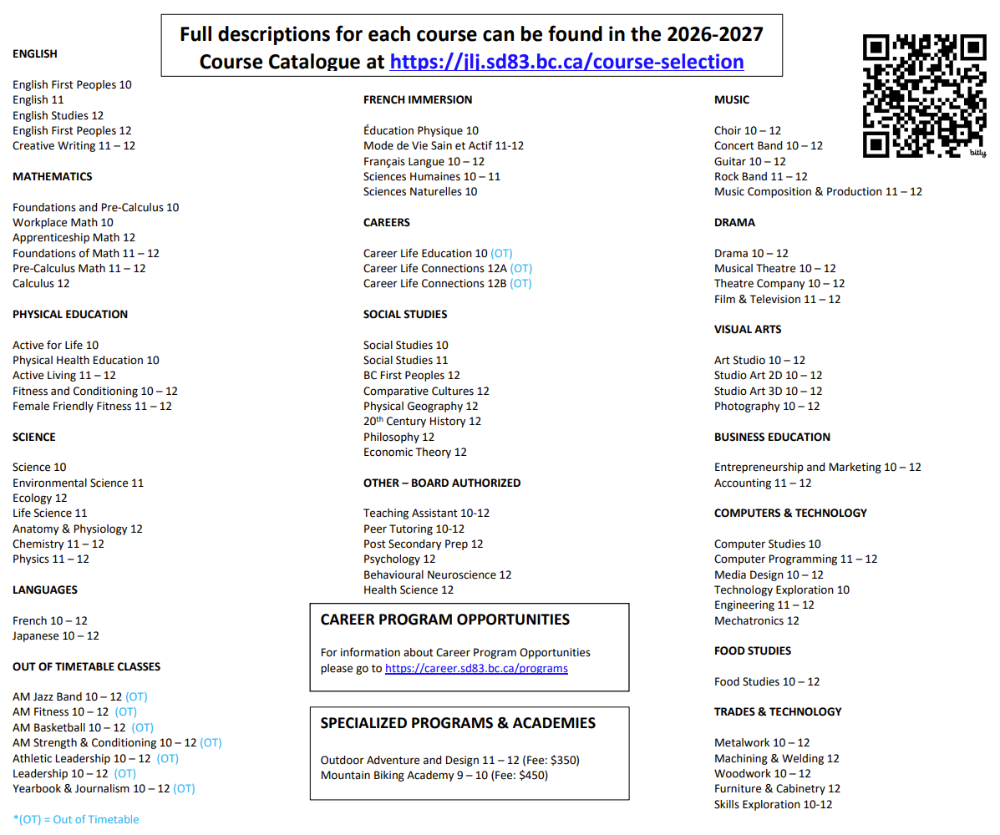 Full descriptions for each course can be found in the 2026-2027
Course Catalogue at https://jlj.sd83.bc.ca/course-selection
ENGLISH
English First Peoples 10
English 11
English Studies 12
English First Peoples 12
Creative Writing 11 – 12
MATHEMATICS
Foundations and Pre-Calculus 10
Workplace Math 10
Apprenticeship Math 12
Foundations of Math 11 – 12
Pre-Calculus Math 11 – 12
Calculus 12
PHYSICAL EDUCATION
Active for Life 10
Physical Health Education 10
Active Living 11 – 12
Fitness and Conditioning 10 – 12
Female Friendly Fitness 11 – 12
SCIENCE
Science 10
Environmental Science 11
Ecology 12
Life Science 11
Anatomy & Physiology 12
Chemistry 11 – 12
Physics 11 – 12
LANGUAGES
French 10 – 12
Japanese 10 – 12
OUT OF TIMETABLE CLASSES
AM Jazz Band 10 – 12 (OT)
AM Fitness 10 – 12 (OT)
AM Basketball 10 – 12 (OT)
AM Strength & Conditioning 10 – 12 (OT)
Athletic Leadership 10 – 12 (OT)
Leadership 10 – 12 (OT)
Yearbook & Journalism 10 – 12 (OT)
*(OT) = Out of Timetable
FRENCH IMMERSION
Éducation Physique 10
Mode de Vie Sain et Actif 11-12
Français Langue 10 – 12
Sciences Humaines 10 – 11
Sciences Naturelles 10
CAREERS
Career Life Education 10 (OT)
Career Life Connections 12A (OT)
Career Life Connections 12B (OT)
SOCIAL STUDIES
Social Studies 10
Social Studies 11
BC First Peoples 12
Comparative Cultures 12
Physical Geography 12
20th Century History 12
Philosophy 12
Economic Theory 12
OTHER – BOARD AUTHORIZED
Teaching Assistant 10-12
Peer Tutoring 10-12
Post Secondary Prep 12
Psychology 12
Behavioural Neuroscience 12
Health Science 12
CAREER PROGRAM OPPORTUNITIES
For information about Career Program Opportunities
please go to https://career.sd83.bc.ca/programs
SPECIALIZED PROGRAMS & ACADEMIES
Outdoor Adventure and Design 11 – 12 (Fee: $350)
Mountain Biking Academy 9 – 10 (Fee: $450)
MUSIC
Choir 10 – 12
Concert Band 10 – 12
Guitar 10 – 12
Rock Band 11 – 12
Music Composition & Production 11 – 12
DRAMA
Drama 10 – 12
Musical Theatre 10 – 12
Theatre Company 10 – 12
Film & Television 11 – 12
VISUAL ARTS
Art Studio 10 – 12
Studio Art 2D 10 – 12
Studio Art 3D 10 – 12
Photography 10 – 12
BUSINESS EDUCATION
Entrepreneurship and Marketing 10 – 12
Accounting 11 – 12
COMPUTERS & TECHNOLOGY
Computer Studies 10
Computer Programming 11 – 12
Media Design 10 – 12
Technology Exploration 10
Engineering 11 – 12
Mechatronics 12
FOOD STUDIES
Food Studies 10 – 12
TRADES & TECHNOLOGY
Metalwork 10 – 12
Machining & Welding 12
Woodwork 10 – 12
Furniture & Cabinetry 12
Skills Exploration 10-12
bitly